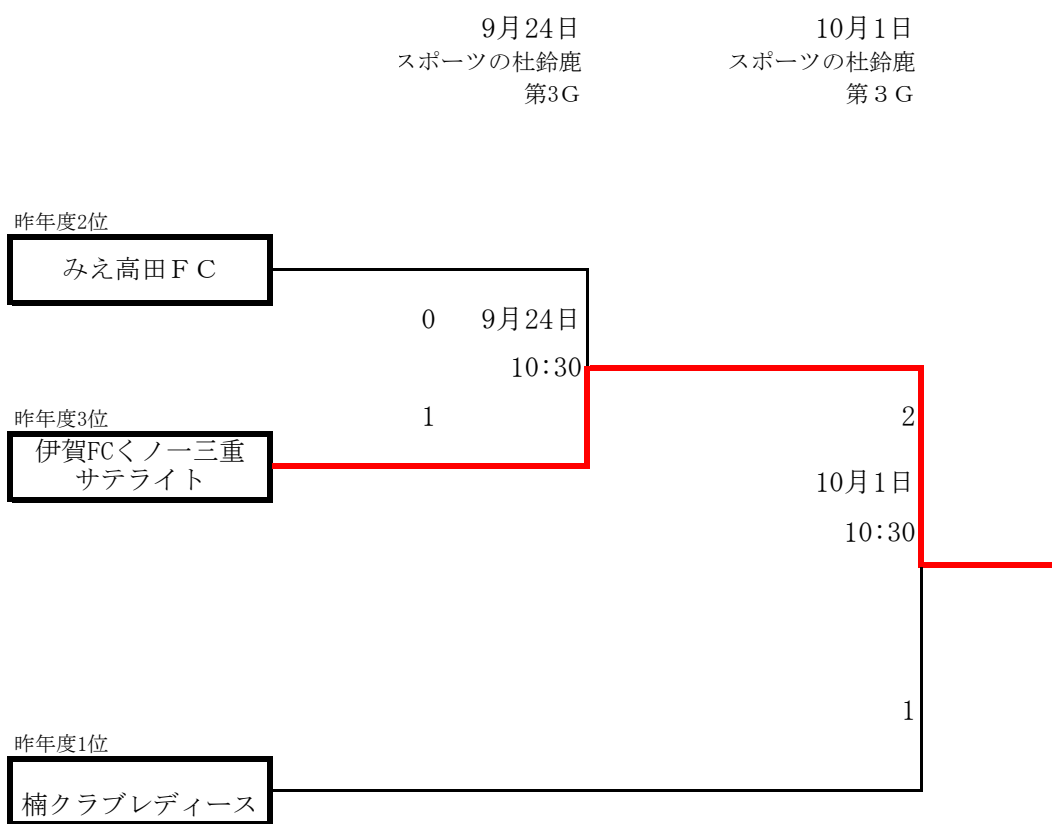 9月24日 10月1日
スポーツの杜鈴鹿 スポーツの杜鈴鹿
第3G 第３G
昨年度2位
みえ高田ＦＣ
0 9月24日
10:30
昨年度3位
1
2
伊賀FCくノ一三重
サテライト
10月1日
10:30
1
昨年度1位
楠クラブレディース